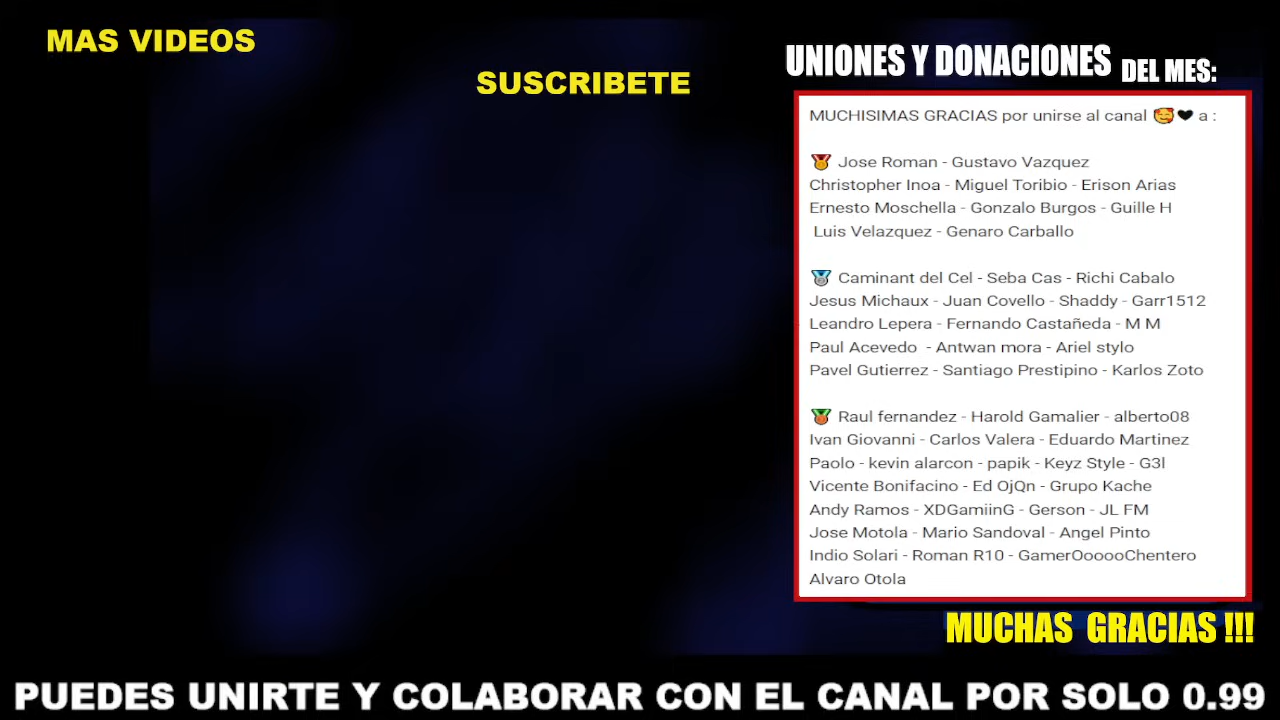 MAS VIDEOS
SUSCRIBETE
UNIONES Y DONACIONES DEL MES:
MUCHISIMAS GRACIAS por unirse al canal 🥰🖤 a :
🏅 Jose Roman - Gustavo Vazquez
Christopher Inoa - Miguel Toribio - Erison Arias
Ernesto Moschella - Gonzalo Burgos - Guille H
Luis Velazquez - Genaro Carballo
🥈 Caminant del Cel - Seba Cas - Richi Cabalo
Jesus Michaux - Juan Covello - Shaddy - Garr1512
Leandro Lepera - Fernando Castañeda - M M
Paul Acevedo - Antwan mora - Ariel stylo
Pavel Gutierrez - Santiago Prestipino - Karlos Zoto
🥉 Raul fernandez - Harold Gamalier - alberto08
Ivan Giovanni - Carlos Valera - Eduardo Martinez
Paolo - kevin alarcon - papik - Keyz Style - G3l
Vicente Bonifacino - Ed OjQn - Grupo Kache
Andy Ramos - XDGamiinG - Gerson - JL FM
Jose Motola - Mario Sandoval - Angel Pinto
Indio Solari - Roman R10 - GamerOooooChentero
Alvaro Otola
MUCHAS GRACIAS !!!
PUEDES UNIRTE Y COLABORAR CON EL CANAL POR SOLO 0.99